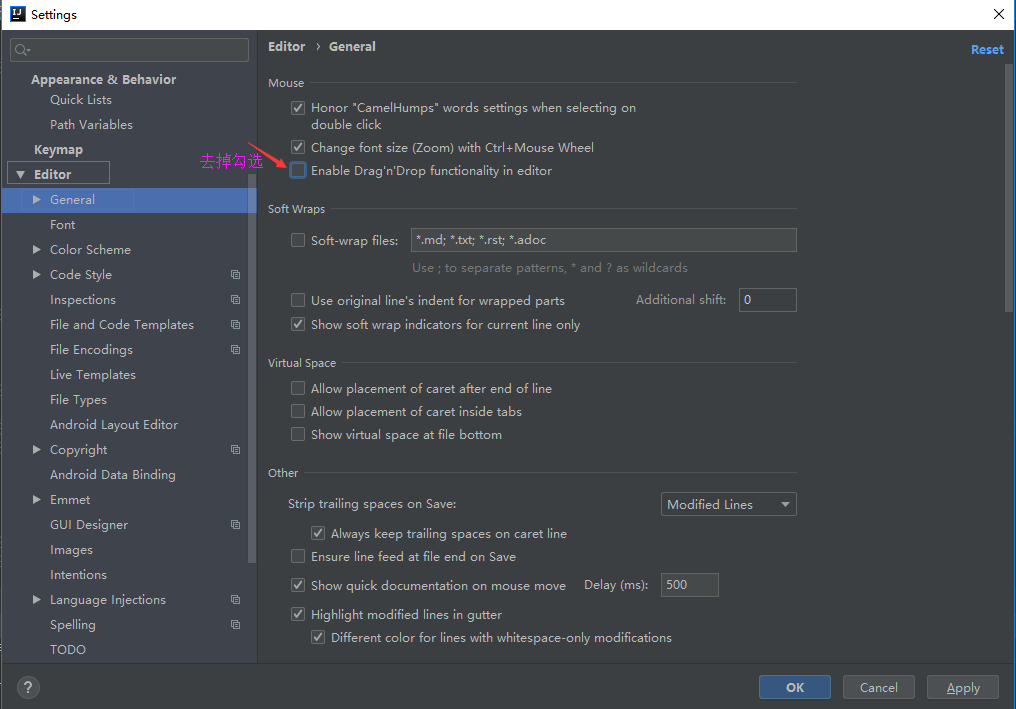 Settings
Appearance & Behavior
Quick Lists
Path Variables
Keymap
Editor
General
Font
Color Scheme
Code Style
Inspections
File and Code Templates
File Encodings
Live Templates
File Types
Android Layout Editor
Copyright
Android Data Binding
Emmet
GUI Designer
Images
Intentions
Language Injections
Spelling
TODO
Editor › General
Reset
Mouse
Honor "CamelHumps" words settings when selecting on
double click
Change font size (Zoom) with Ctrl+Mouse Wheel
去掉勾选
Enable Drag'n'Drop functionality in editor
Soft Wraps
Soft-wrap files: *.md; *.txt; *.rst; *.adoc
Use ; to separate patterns, * and ? as wildcards
Use original line's indent for wrapped parts Additional shift: 0
Show soft wrap indicators for current line only
Virtual Space
Allow placement of caret after end of line
Allow placement of caret inside tabs
Show virtual space at file bottom
Other
Strip trailing spaces on Save: Modified Lines
Always keep trailing spaces on caret line
Ensure line feed at file end on Save
Show quick documentation on mouse move Delay (ms): 500
Highlight modified lines in gutter
Different color for lines with whitespace-only modifications
? OK Cancel Apply